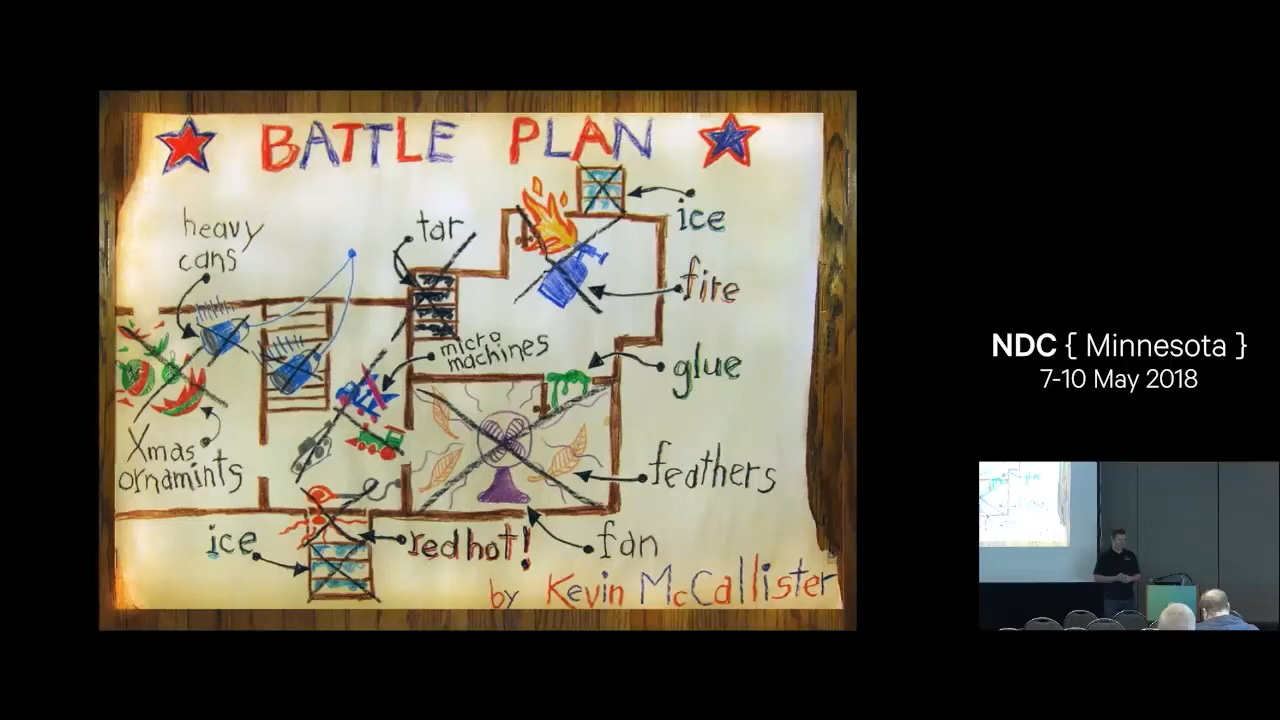 BATTLE PLAN
ice
heavy
cans
tar
fire
micro
machines
glue
Xmas
ornamints
feathers
ice
red hot!
fan
by Kevin McCallister
NDC { Minnesota }
7-10 May 2018